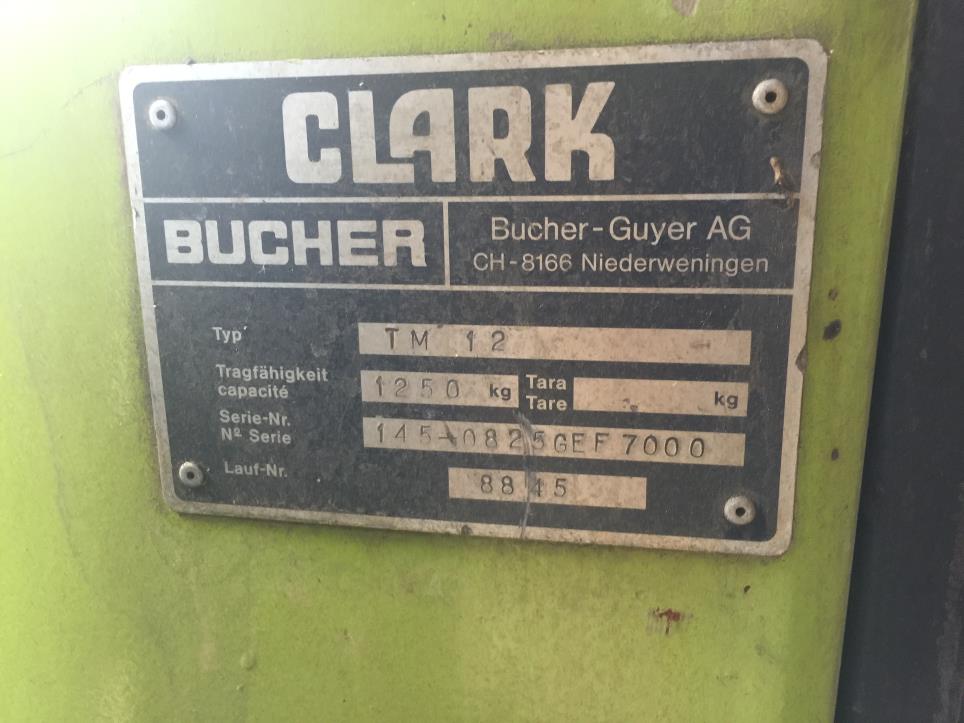 CLARK
BUCHER
Bucher-Guyer AG
CH-8166 Niederweningen
Typ TM 12
Tragfähigkeit
capacité 1250 kg
Tara
Tare kg
Serie-Nr.
Nº Serie 145-0825GEF7000
Lauf-Nr. 8845